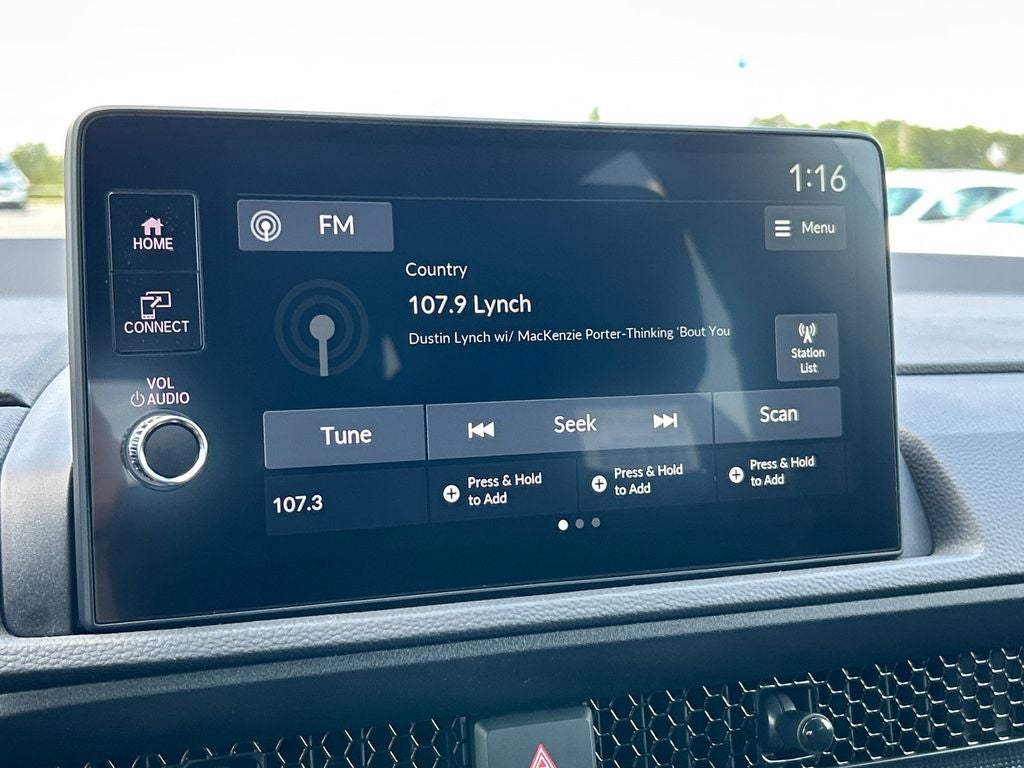 1:16
HOME
FM
Menu
CONNECT
Country
107.9 Lynch
Dustin Lynch w/ MacKenzie Porter-Thinking 'Bout You
Station
List
VOL
AUDIO
Tune
Seek
Scan
107.3
Press & Hold
to Add
Press & Hold
to Add
Press & Hold
to Add